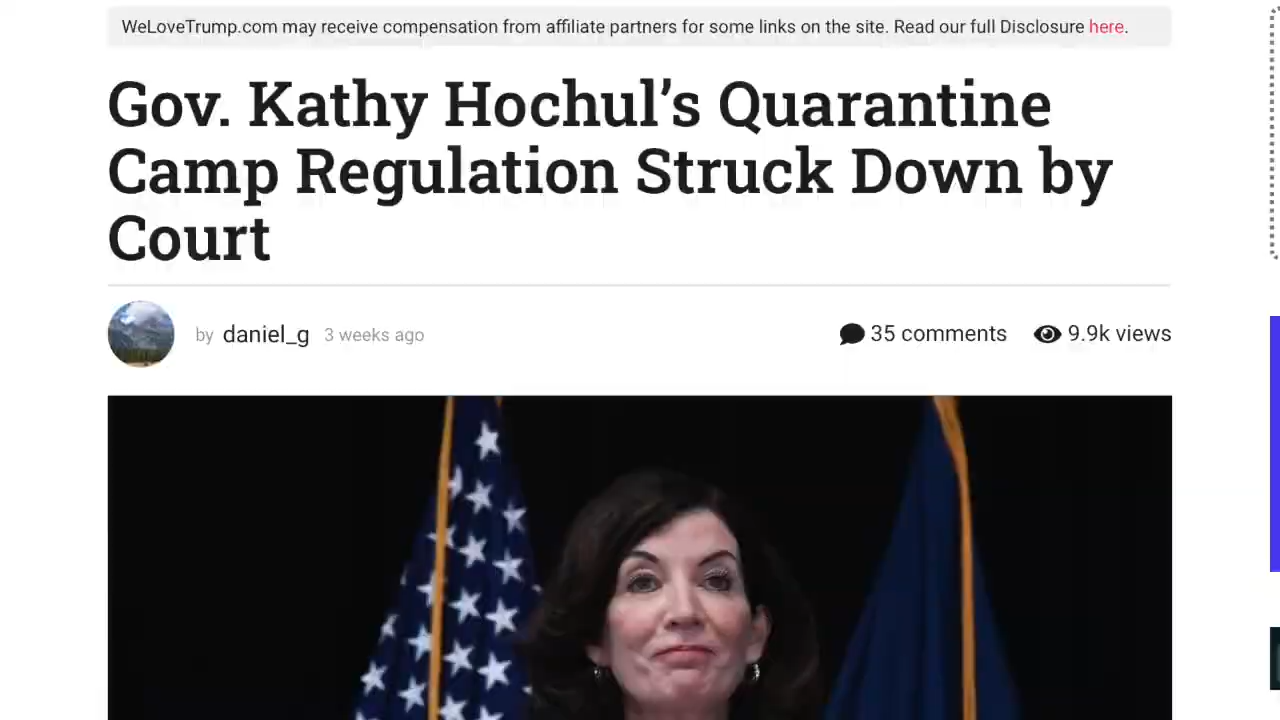 WeLoveTrump.com may receive compensation from affiliate partners for some links on the site. Read our full Disclosure here.
Gov. Kathy Hochul’s Quarantine
Camp Regulation Struck Down by
Court
by daniel_g 3 weeks ago 35 comments 9.9k views